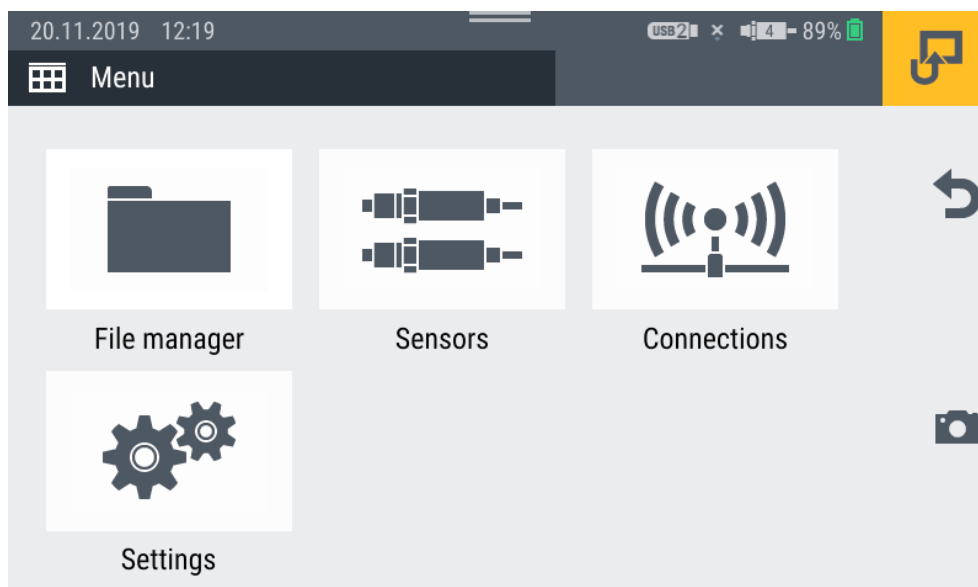 20.11.2019 12:19 USB2 4 89%
Menu
File manager Sensors Connections
Settings